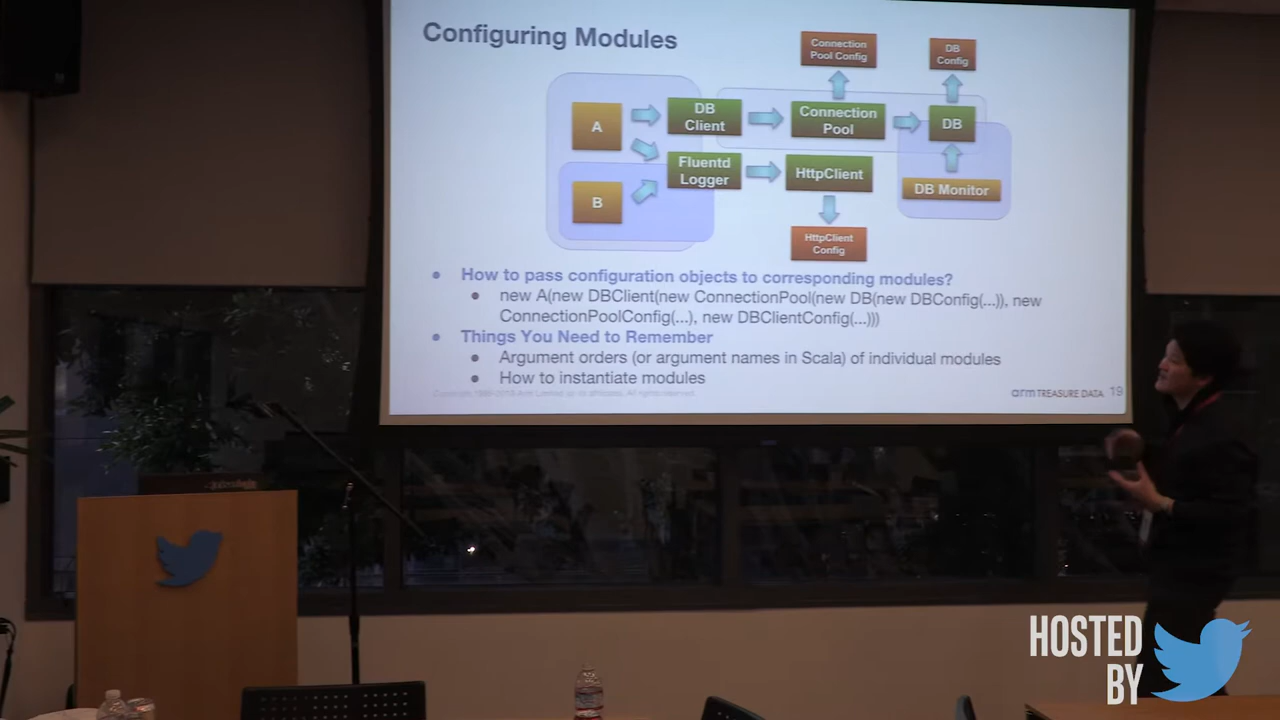 Configuring Modules
Connection
Pool Config
DB
Config
A
DB
Client
Connection
Pool
DB
Fluentd
Logger
HttpClient
B
DB Monitor
HttpClient
Config
How to pass configuration objects to corresponding modules?
new A(new DBClient(new ConnectionPool(new DB(new DBConfig(...)), new
ConnectionPoolConfig(...), new DBClientConfig(...)))
Things You Need to Remember
Argument orders (or argument names in Scala) of individual modules
How to instantiate modules
arm TREASURE DATA 19
HOSTED
BY